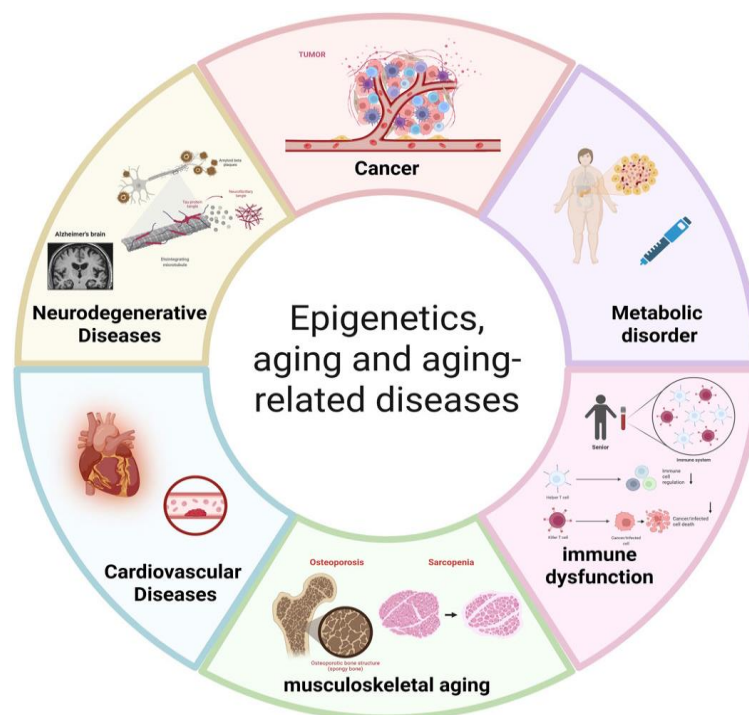 TUMOR
Cancer
Amyloid beta
plaques
Tau protein
tangle
Neurofibrillary
tangle
Alzheimer's brain
Disintegrating
microtubule
Neurodegenerative
Diseases
Metabolic
disorder
Epigenetics,
aging and aging-
related diseases
Senior
Immune system
Helper T cell
Immune
cell
regulation
Killer T cell
Cancer/Infected
cell
Cancer/infected
cell death
immune
dysfunction
Cardiovascular
Diseases
Osteoporosis
Sarcopenia
Osteoporotic bone structure
(spongy bone)
musculoskeletal aging